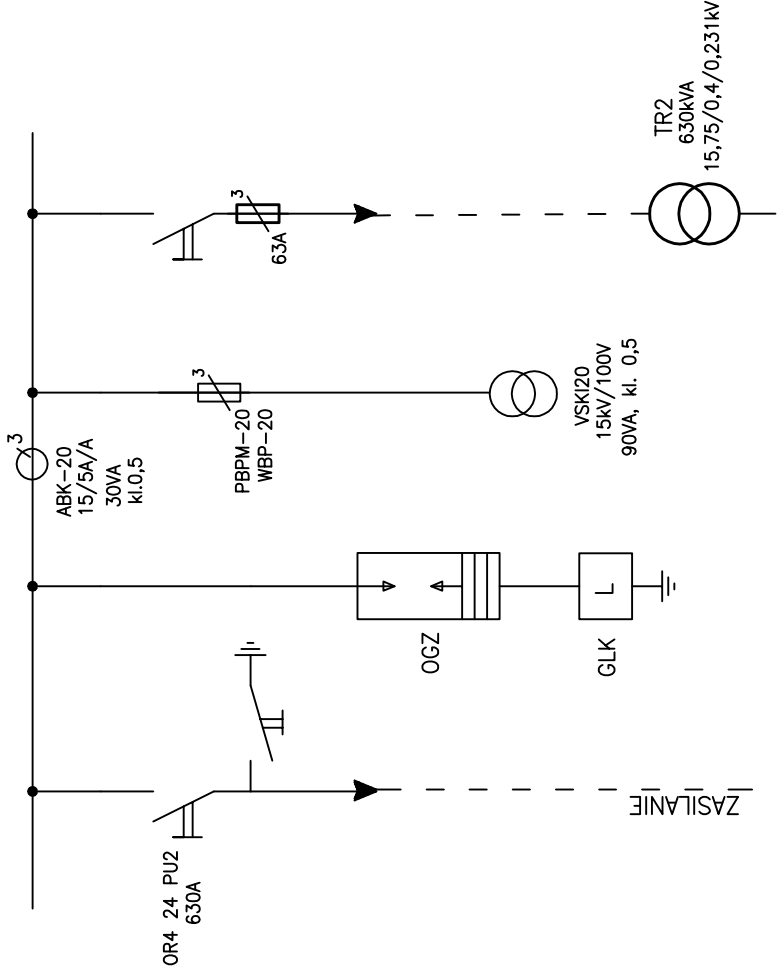 TR2
630kVA
15,75/0,4/0,231kV
3
63A
3
PBPM-20
WBP-20
VSKI20
15kV/100V
90VA, kl. 0,5
3
ABK-20
15/5A/A
30VA
kl.0,5
OGZ
L
GLK
OR4 24 PU2
630A
ZASILANIE